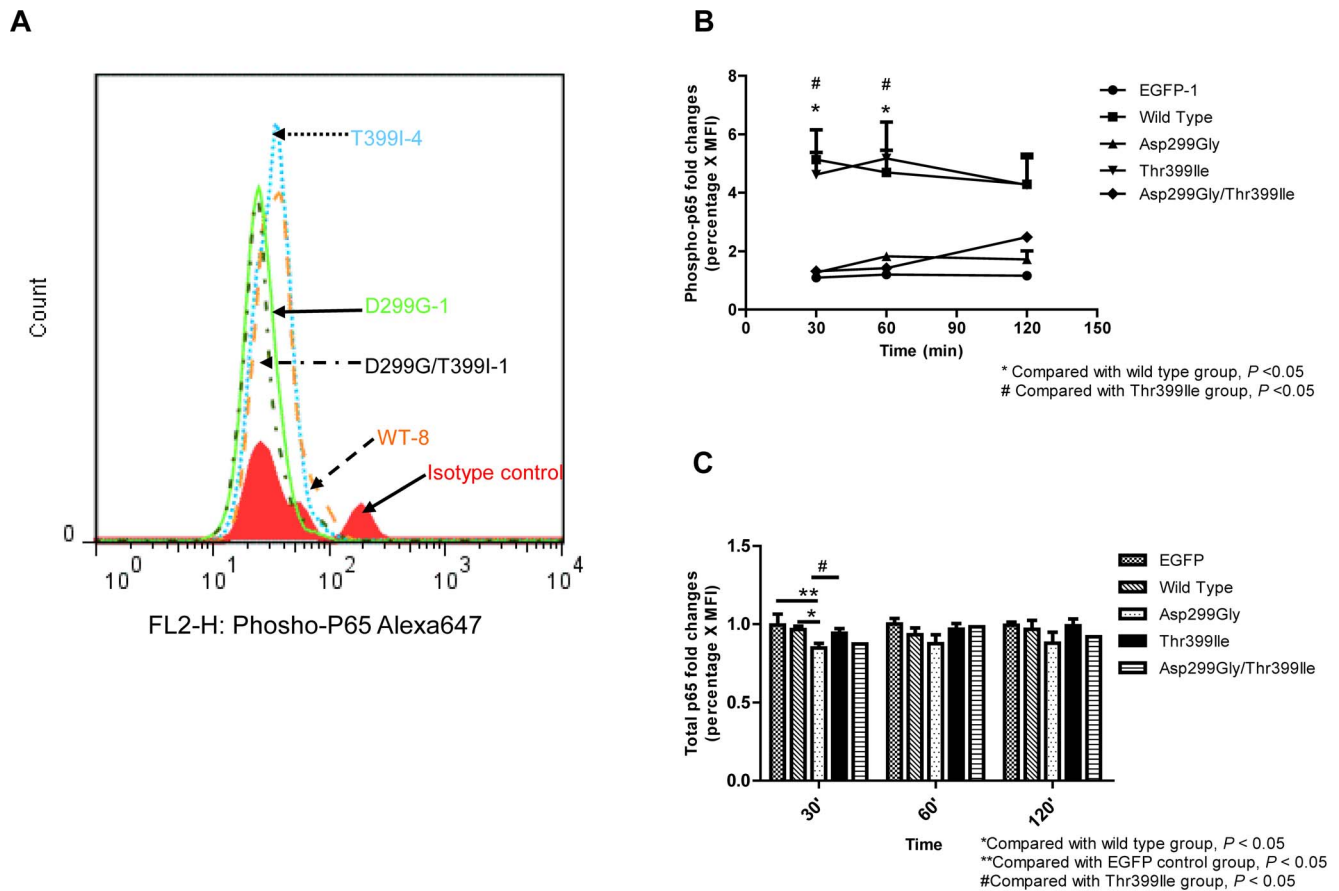 A
T399I-4
D299G-1
D299G/T399I-1
WT-8
Isotype control
Count
0
10^0 10^1 10^2 10^3 10^4
FL2-H: Phosho-P65 Alexa647
B
8
6
4
2
0
Phospho-p65 fold changes
(percentage X MFI)
# #
* *
0 30 60 90 120 150
Time (min)
EGFP-1
Wild Type
Asp299Gly
Thr399Ile
Asp299Gly/Thr399Ile
* Compared with wild type group, P <0.05
# Compared with Thr399Ile group, P <0.05
C
1.5
1.0
0.5
0.0
Total p65 fold changes
(percentage X MFI)
#
**
*
30' 60' 120'
Time
EGFP
Wild Type
Asp299Gly
Thr399Ile
Asp299Gly/Thr399Ile
*Compared with wild type group, P < 0.05
**Compared with EGFP control group, P < 0.05
#Compared with Thr399Ile group, P < 0.05